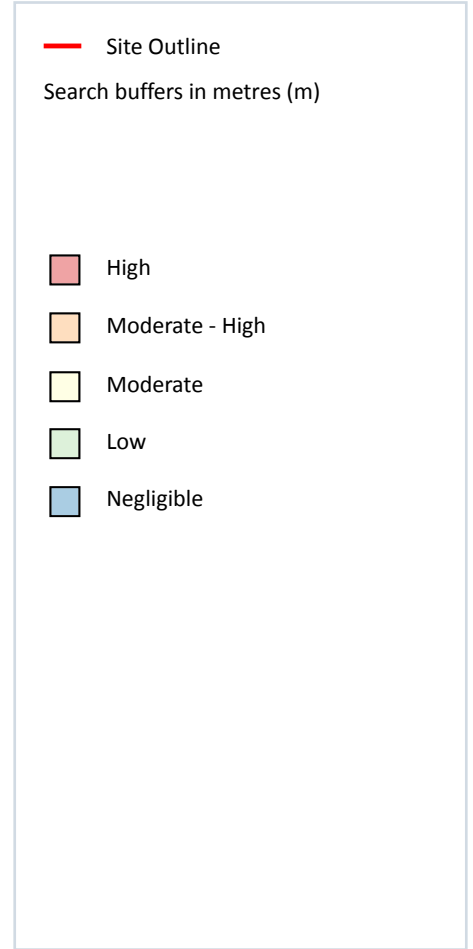 Site Outline
Search buffers in metres (m)
High
Moderate - High
Moderate
Low
Negligible